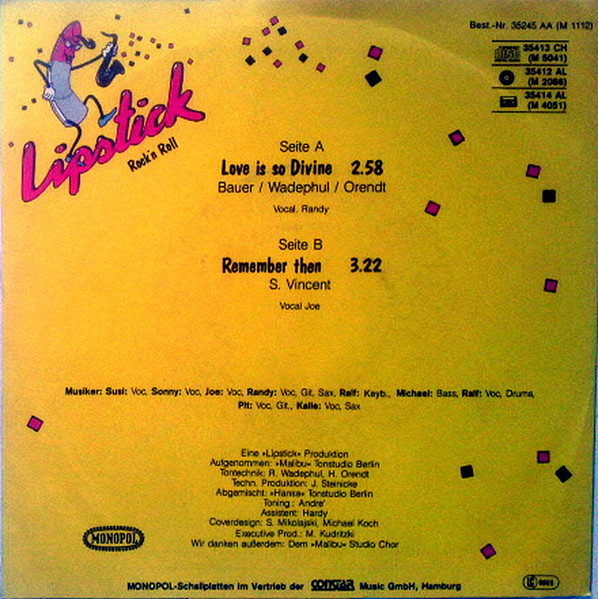 Best.-Nr. 35245 AA (M 1112)
35413 CH
(M 5041)
35412 AL
(M 2086)
35414 AL
(M 4051)
Lipstick
Rock'n Roll
Seite A
Love is so Divine 2.58
Bauer / Wadephul / Orendt
Vocal. Randy
Seite B
Remember then 3.22
S. Vincent
Vocal Joe
Musiker: Susi: Voc, Sonny: Voc, Joe: Voc, Randy: Voc, Git, Sax, Ralf: Keyb., Michael: Bass, Ralf: Voc, Drums,
Pit: Voc, Git., Kalle: Voc, Sax
Eine »Lipstick« Produktion
Aufgenommen: »Malibu« Tonstudio Berlin
Tontechnik: R. Wadephul, H. Orendt
Techn. Produktion: J. Steinicke
Abgemischt: »Hansa« Tonstudio Berlin
Toning.: Andre'
Assistent: Hardy
Coverdesign: S. Mikolajski, Michael Koch
Executive Prod.: M. Kudritzki
Wir danken außerdem: Dem »Malibu« Studio Chor
MONOPOL
MONOPOL-Schallplatten im Vertrieb der CONSTAR Music GmbH, Hamburg